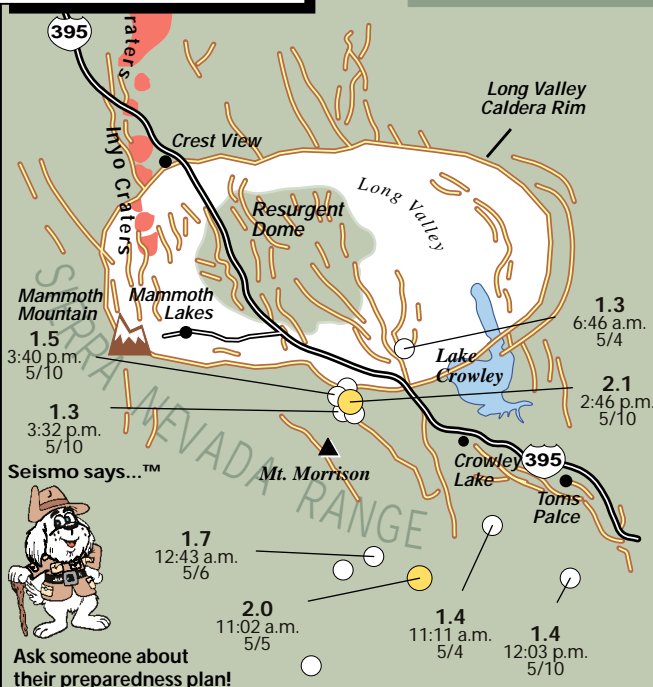 395
raters
Inyo Craters
Crest View
Long Valley
Caldera Rim
Long Valley
Resurgent
Dome
Mammoth
Mountain
Mammoth
Lakes
SIERRA NEVADA RANGE
1.5
3:40 p.m.
5/10
1.3
6:46 a.m.
5/4
Lake
Crowley
2.1
2:46 p.m.
5/10
1.3
3:32 p.m.
5/10
Mt. Morrison
Crowley
Lake
395
Toms
Palce
Seismo says...™
1.7
12:43 a.m.
5/6
2.0
11:02 a.m.
5/5
1.4
11:11 a.m.
5/4
1.4
12:03 p.m.
5/10
Ask someone about
their preparedness plan!